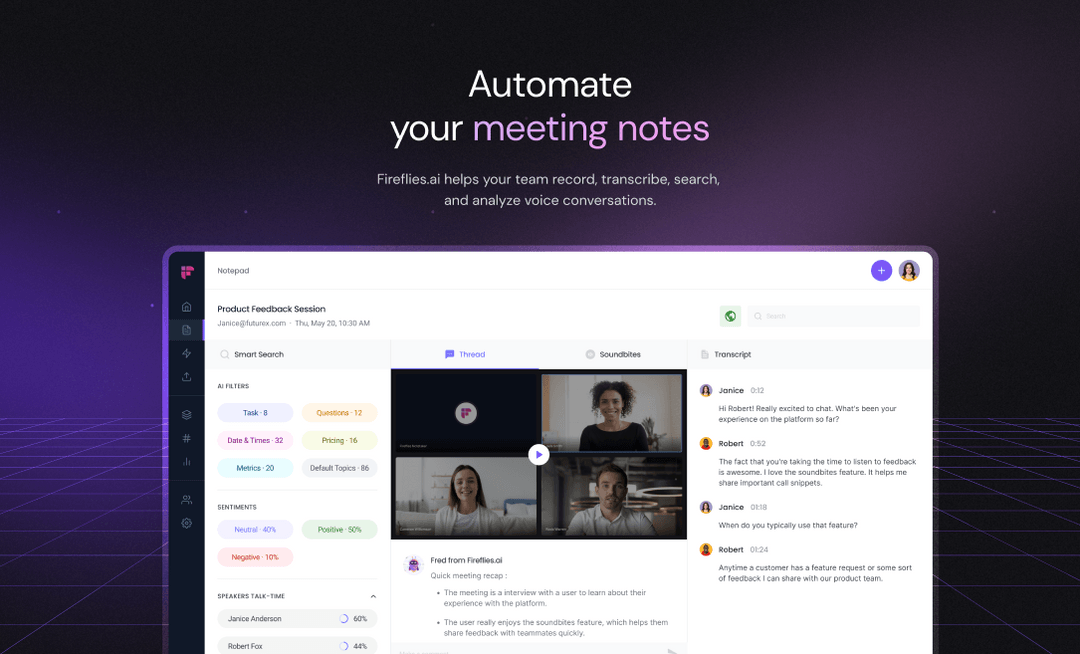 Automate
your meeting notes
Fireflies.ai helps your team record, transcribe, search,
and analyze voice conversations.
Notepad
Product Feedback Session
Janice@futurex.com · Thu, May 20, 10:30 AM
Search
Smart Search
Thread
Soundbites
Transcript
AI FILTERS
Task · 8
Questions · 12
Date & Times · 32
Pricing · 16
Metrics · 20
Default Topics · 86
SENTIMENTS
Neutral · 40%
Positive · 50%
Negative · 10%
SPEAKERS TALK-TIME
Janice Anderson 60%
Robert Fox 44%
Fred from Fireflies.ai
Quick meeting recap :
• The meeting is a interview with a user to learn about their
experience with the platform.
• The user really enjoys the soundbites feature, which helps them
share feedback with teammates quickly.
Janice 0:12
Hi Robert! Really excited to chat. What's been your
experience on the platform so far?
Robert 0:52
The fact that you're taking the time to listen to feedback
is awesome. I love the soundbites feature. It helps me
share important call snippets.
Janice 01:18
When do you typically use that feature?
Robert 01:24
Anytime a customer has a feature request or some sort
of feedback I can share with our product team.